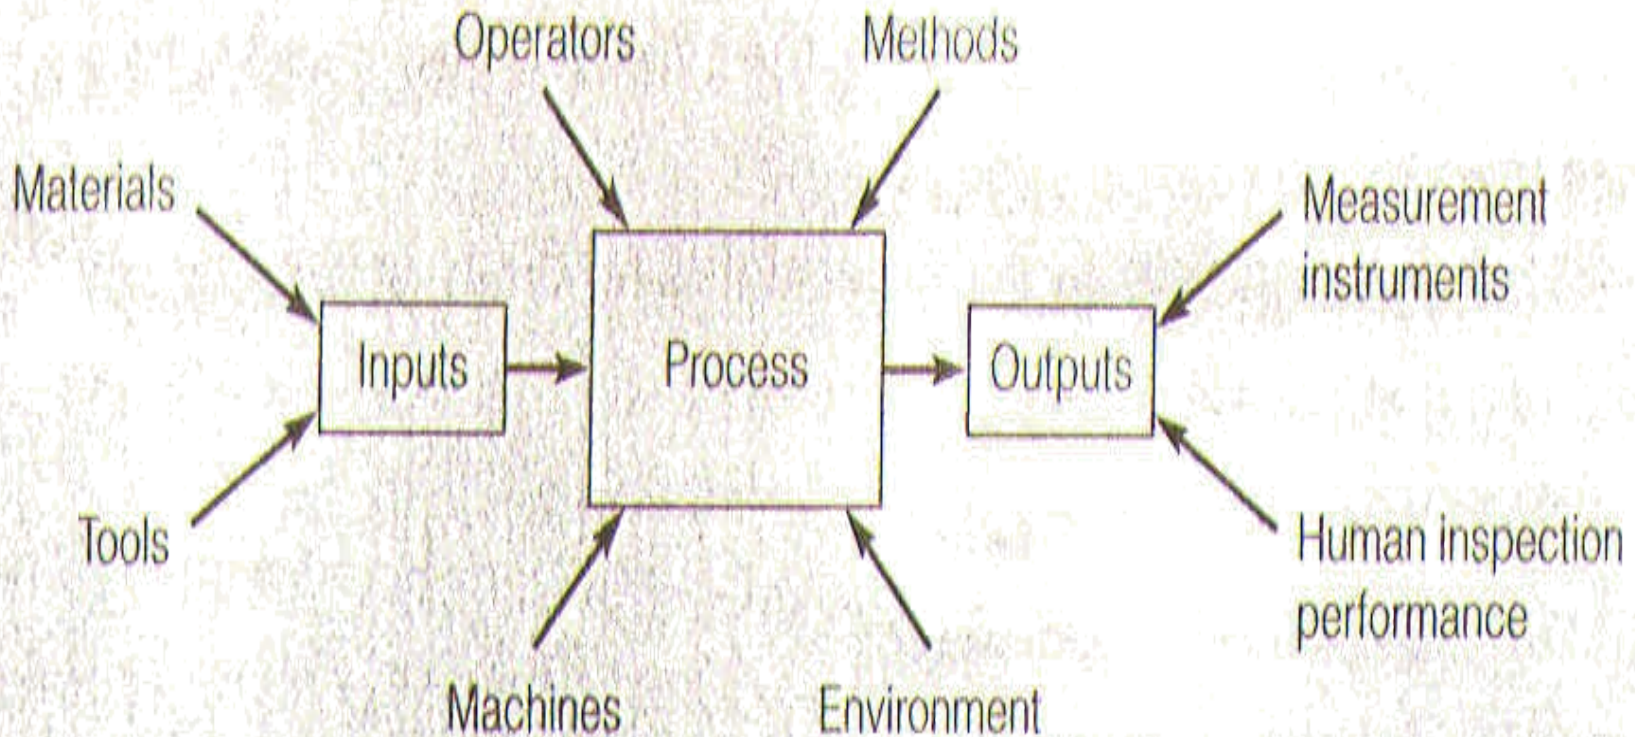 Operators
Methods
Materials
Measurement
instruments
Inputs
Process
Outputs
Tools
Human inspection
performance
Machines
Environment